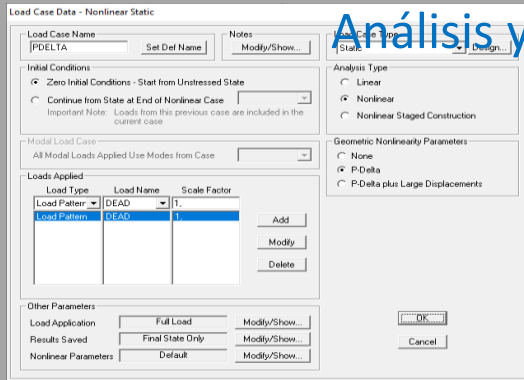 Load Case Data - Nonlinear Static
Análisis y
Load Case Name
PDELTA
Set Def Name
Notes
Modify/Show...
Load Case Type
Static
Design...
Initial Conditions
Zero Initial Conditions - Start from Unstressed State
Continue from State at End of Nonlinear Case
Important Note: Loads from this previous case are included in the
current case
Analysis Type
Linear
Nonlinear
Nonlinear Staged Construction
Modal Load Case
All Modal Loads Applied Use Modes from Case
Geometric Nonlinearity Parameters
None
P-Delta
P-Delta plus Large Displacements
Loads Applied
Load Type Load Name Scale Factor
Load Pattern DEAD 1,
Load Pattern DEAD 1,
Add
Modify
Delete
Other Parameters
Load Application Full Load Modify/Show...
Results Saved Final State Only Modify/Show...
Nonlinear Parameters Default Modify/Show...
OK
Cancel